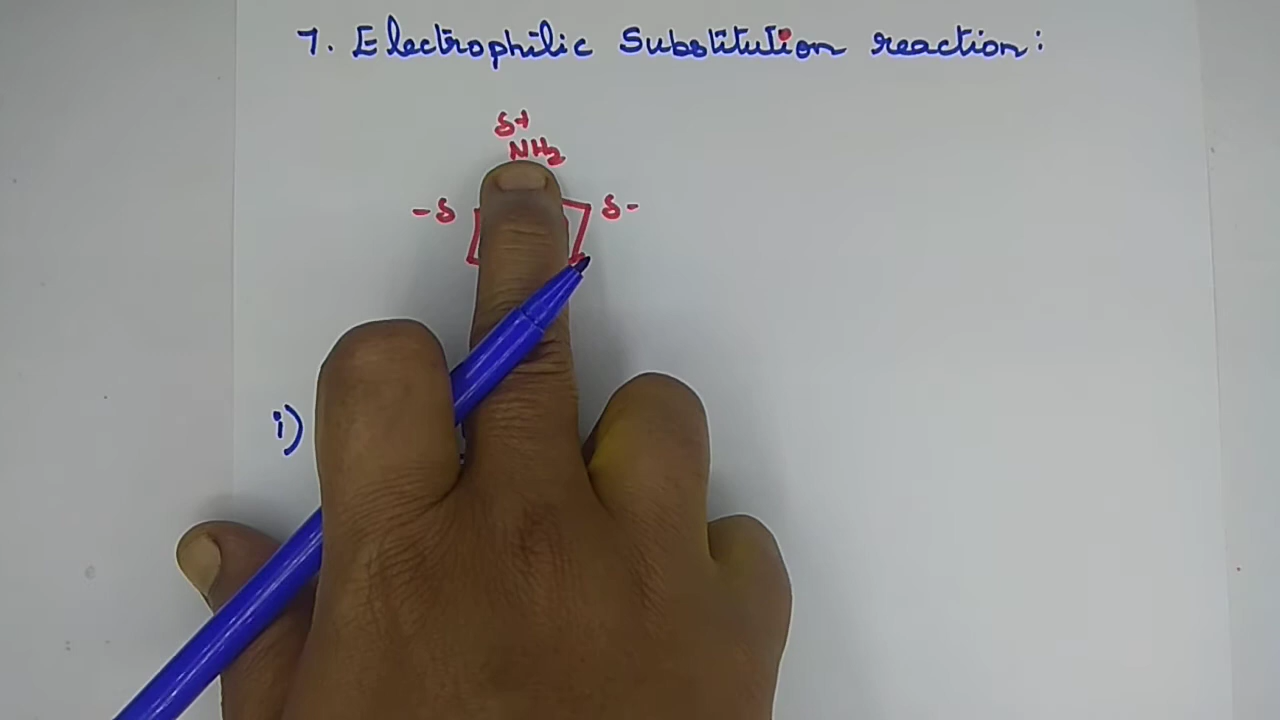 7. Electrophilic Substitution reaction:
δ+
NH2
-δ δ-
i)